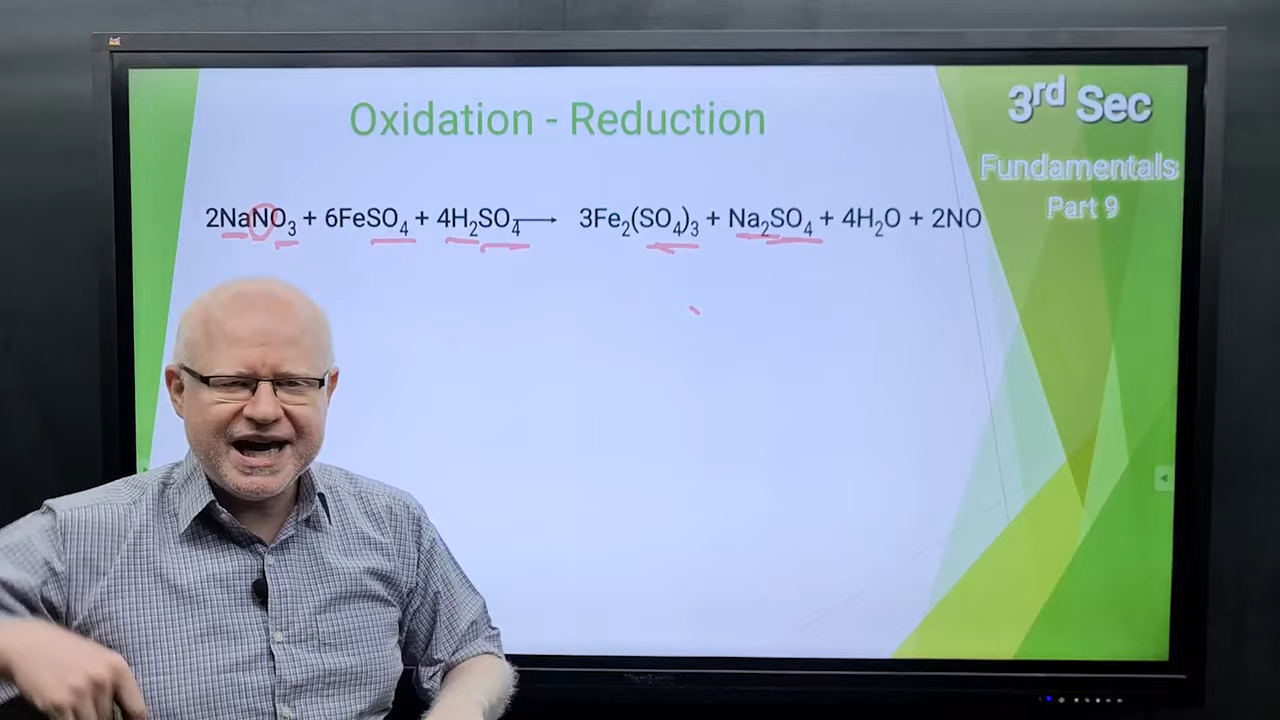 Oxidation - Reduction
3rd Sec
Fundamentals
Part 9
2NaNO₃ + 6FeSO₄ + 4H₂SO₄ ⟶ 3Fe₂(SO₄)₃ + Na₂SO₄ + 4H₂O + 2NO